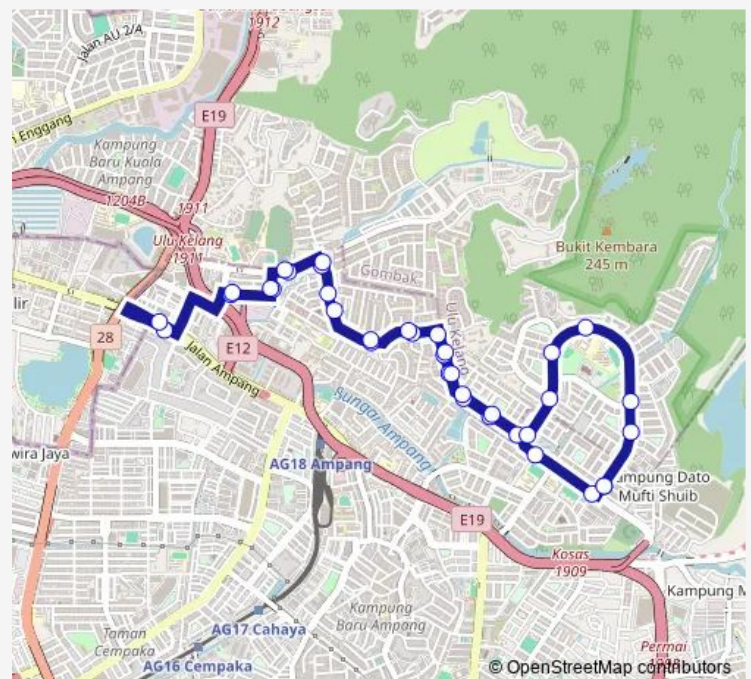 1912
Jalan AU 2/4
E19
Enggang
Kampung
Baru Kuala
Ampang
1204B
1911
Ulu Kelang
1911
Gombak
Ulu Kelang
Bukit Kembara
245 m
28
E12
Jalan Ampang
Sungai Ampang
wira Jaya
AG18 Ampang
ampung Dato
Mufti Shuib
E19
Kosas
1909
Kampung M
Kampung
Baru Ampang
AG17 Cahaya
Taman
Cempaka
AG16 Cempaka
Permai
© OpenStreetMap contributors